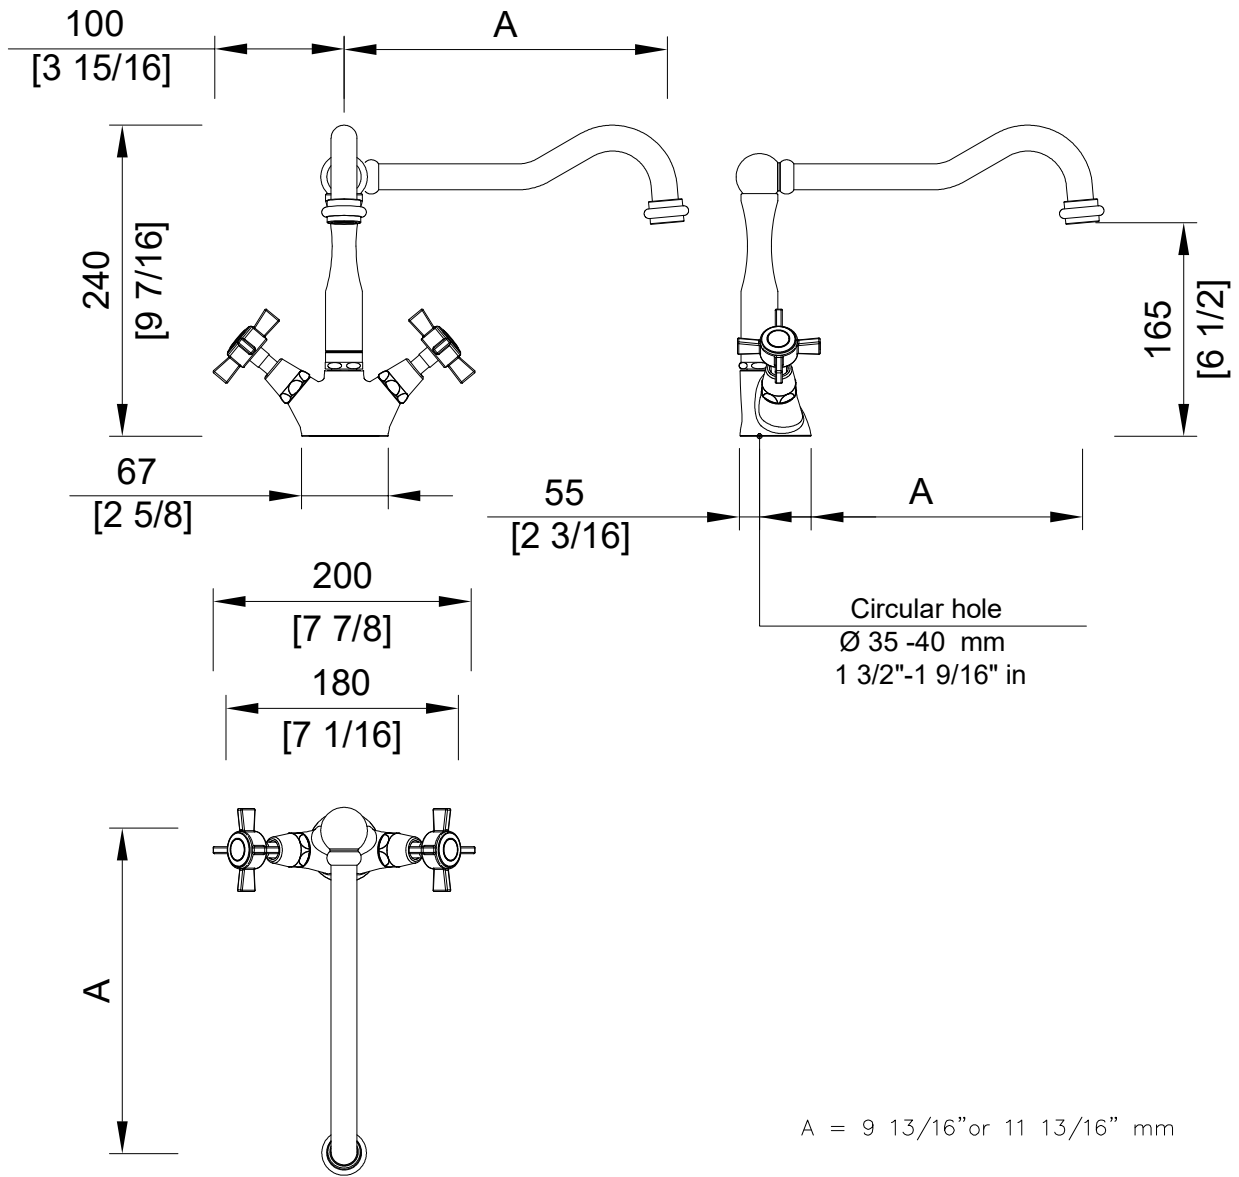 100
[3 15/16]
A
240
[9 7/16]
165
[6 1/2]
67
[2 5/8]
55
[2 3/16]
A
200
[7 7/8]
Circular hole
Ø 35 -40 mm
1 3/2"-1 9/16" in
180
[7 1/16]
A
A = 9 13/16”or 11 13/16” mm